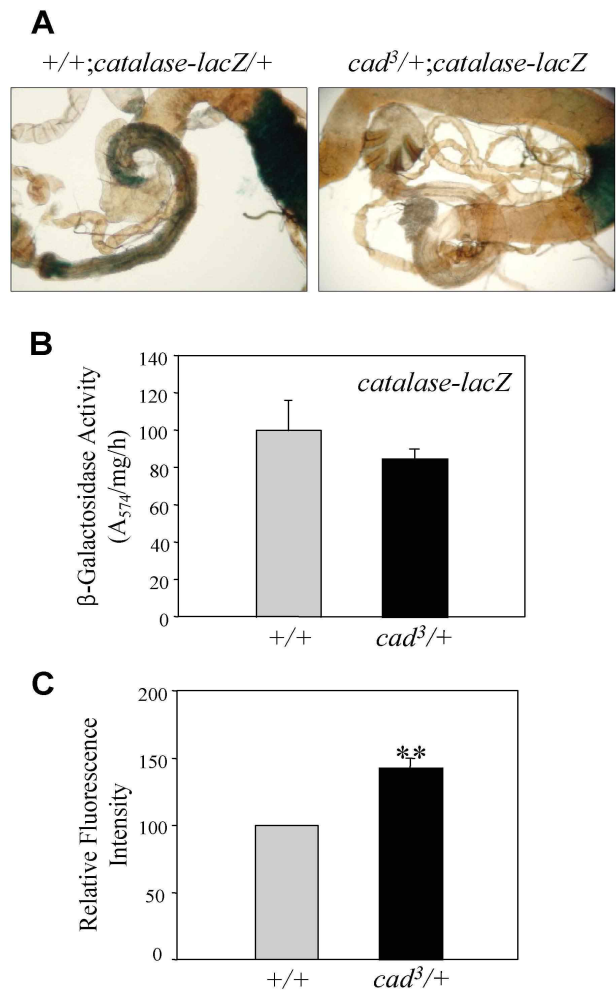 A
+/+;catalase-lacZ/+
cad³/+;catalase-lacZ
B
β-Galactosidase Activity
(A₅₇₄/mg/h)
140
120
100
80
60
40
20
0
catalase-lacZ
+/+
cad³/+
C
Relative Fluorescence
Intensity
200
150
100
50
0
**
+/+
cad³/+